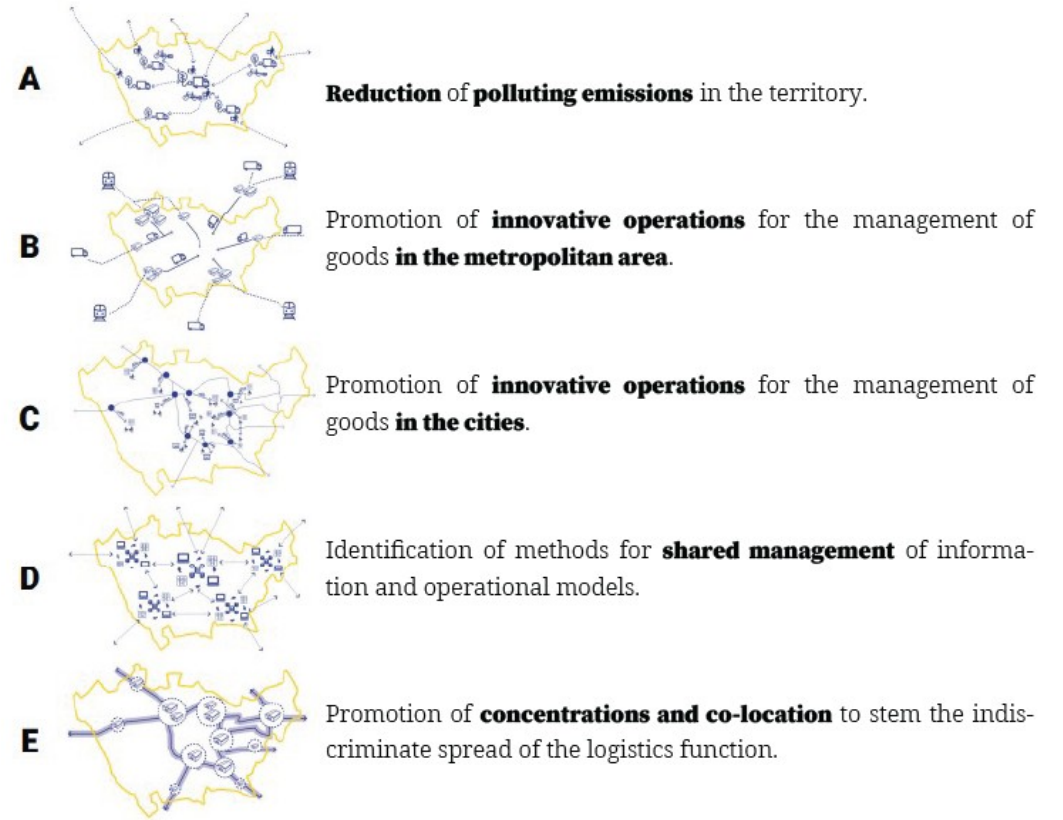 A
Reduction of polluting emissions in the territory.
B
Promotion of innovative operations for the management of
goods in the metropolitan area.
C
Promotion of innovative operations for the management of
goods in the cities.
D
Identification of methods for shared management of informa-
tion and operational models.
E
Promotion of concentrations and co-location to stem the indis-
criminate spread of the logistics function.